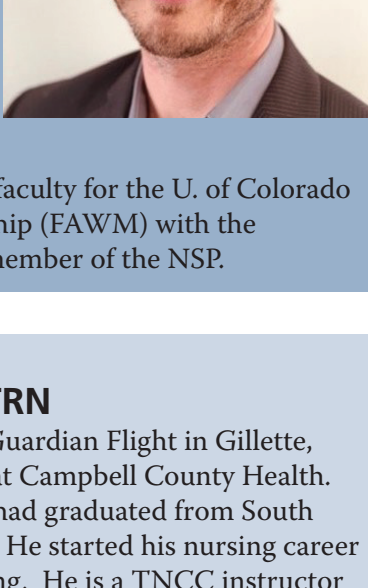 faculty for the U. of Colorado
hip (FAWM) with the
member of the NSP.
TRN
Guardian Flight in Gillette,
at Campbell County Health.
had graduated from South
He started his nursing career
ng. He is a TNCC instructor